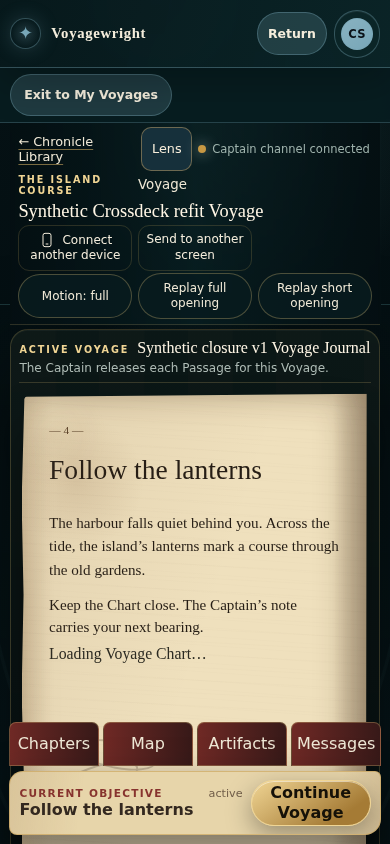 ✦ Voyagewright
Return
CS
Exit to My Voyages
← Chronicle
Library
Lens
Captain channel connected
THE ISLAND
COURSE
Voyage
Synthetic Crossdeck refit Voyage
Connect
another device
Send to another
screen
Motion: full
Replay full
opening
Replay short
opening
ACTIVE VOYAGE Synthetic closure v1 Voyage Journal
The Captain releases each Passage for this Voyage.
— 4 —
Follow the lanterns
The harbour falls quiet behind you. Across the
tide, the island’s lanterns mark a course through
the old gardens.
Keep the Chart close. The Captain’s note
carries your next bearing.
Loading Voyage Chart…
Chapters Map Artifacts Messages
CURRENT OBJECTIVE
Follow the lanterns
active
Continue
Voyage